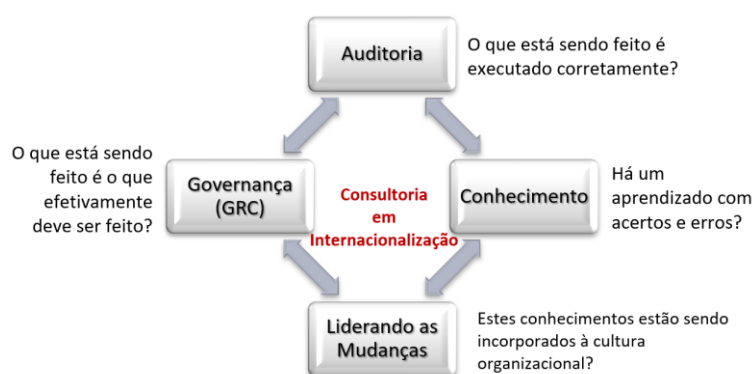 Auditoria
O que está sendo feito é
executado corretamente?
O que está sendo
feito é o que
efetivamente
deve ser feito?
Governança
(GRC)
Consultoria
em
Internacionalização
Conhecimento
Há um
aprendizado com
acertos e erros?
Liderando as
Mudanças
Estes conhecimentos estão sendo
incorporados à cultura
organizacional?